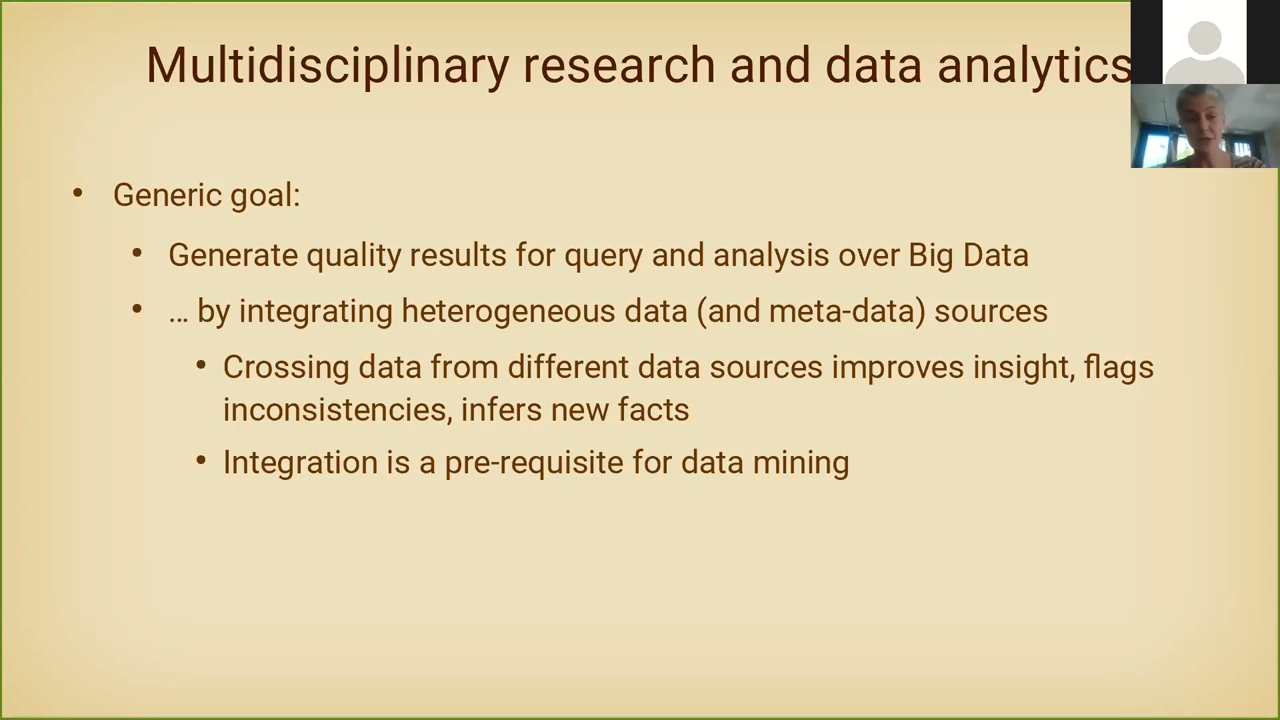 Multidisciplinary research and data analytics
• Generic goal:
• Generate quality results for query and analysis over Big Data
• … by integrating heterogeneous data (and meta-data) sources
• Crossing data from different data sources improves insight, flags
inconsistencies, infers new facts
• Integration is a pre-requisite for data mining